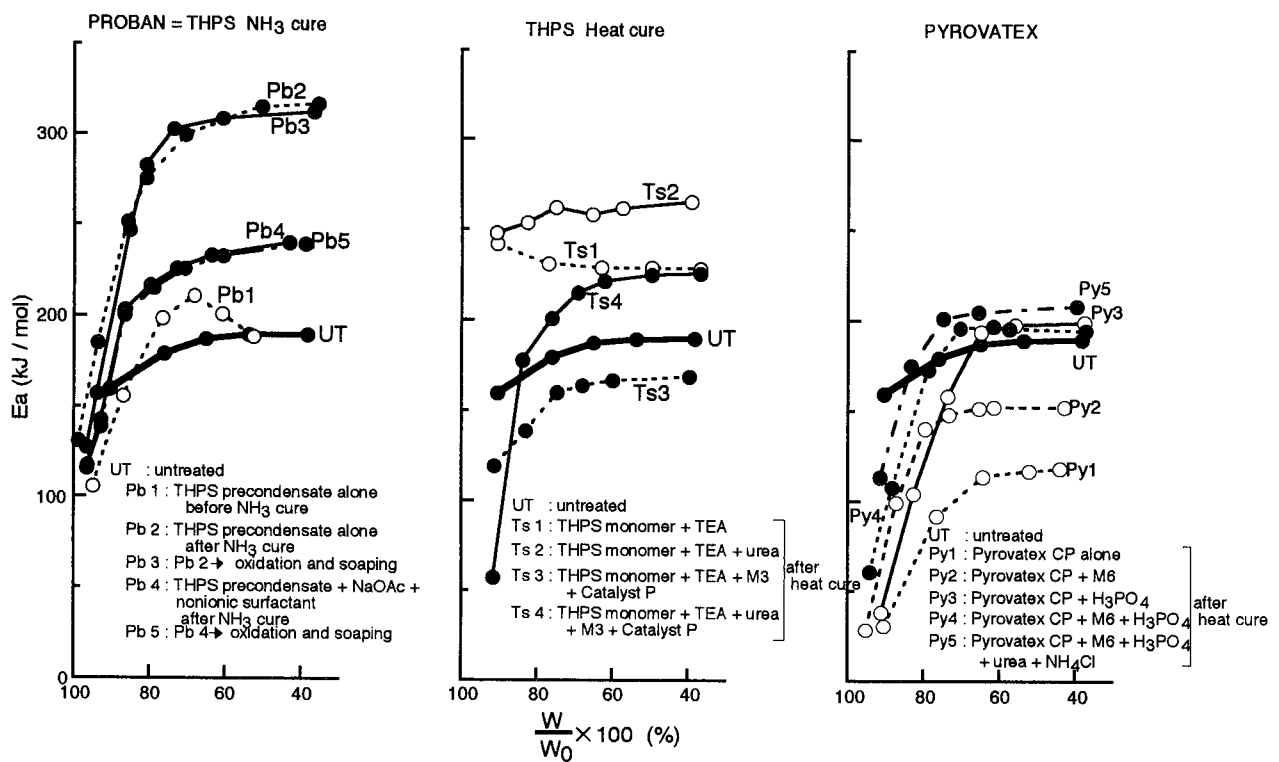 PROBAN = THPS NH3 cure
300
200
100
0
Ea (kJ / mol)
Pb2
Pb3
Pb4
Pb5
Pb1
UT
UT : untreated
Pb 1 : THPS precondensate alone
before NH3 cure
Pb 2 : THPS precondensate alone
after NH3 cure
Pb 3 : Pb 2➔ oxidation and soaping
Pb 4 : THPS precondensate + NaOAc +
nonionic surfactant
after NH3 cure
Pb 5 : Pb 4➔ oxidation and soaping
100 80 60 40
THPS Heat cure
Ts2
Ts1
Ts4
UT
Ts3
UT : untreated
Ts 1 : THPS monomer + TEA
Ts 2 : THPS monomer + TEA + urea
Ts 3 : THPS monomer + TEA + M3
+ Catalyst P
Ts 4 : THPS monomer + TEA + urea
+ M3 + Catalyst P
after
heat cure
100 80 60 40
W
W0
×100 (%)
PYROVATEX
Py5
Py3
UT
Py2
Py1
Py4
UT : untreated
Py1 : Pyrovatex CP alone
Py2 : Pyrovatex CP + M6
Py3 : Pyrovatex CP + H3PO4
Py4 : Pyrovatex CP + M6 + H3PO4
Py5 : Pyrovatex CP + M6 + H3PO4
+ urea + NH4Cl
after
heat cure
100 80 60 40